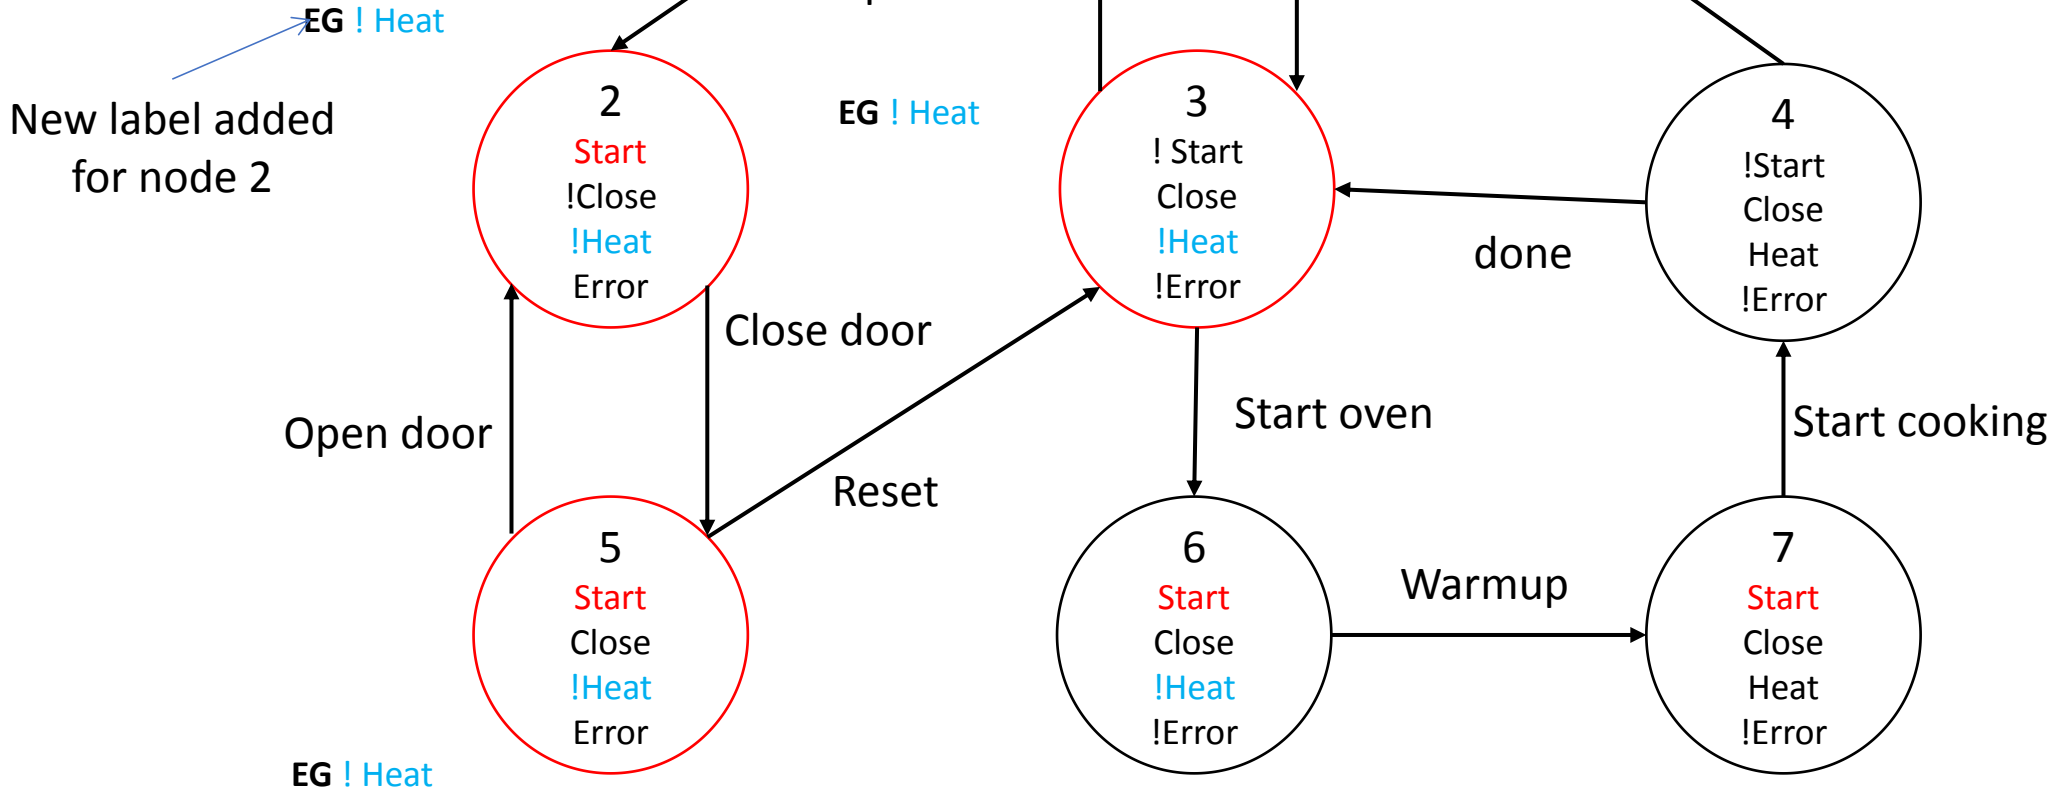 EG ! Heat
New label added
for node 2
2
Start
!Close
!Heat
Error
EG ! Heat
3
! Start
Close
!Heat
!Error
4
!Start
Close
Heat
!Error
done
Close door
Open door
Start oven
Start cooking
Reset
5
Start
Close
!Heat
Error
6
Start
Close
!Heat
!Error
Warmup
7
Start
Close
Heat
!Error
EG ! Heat